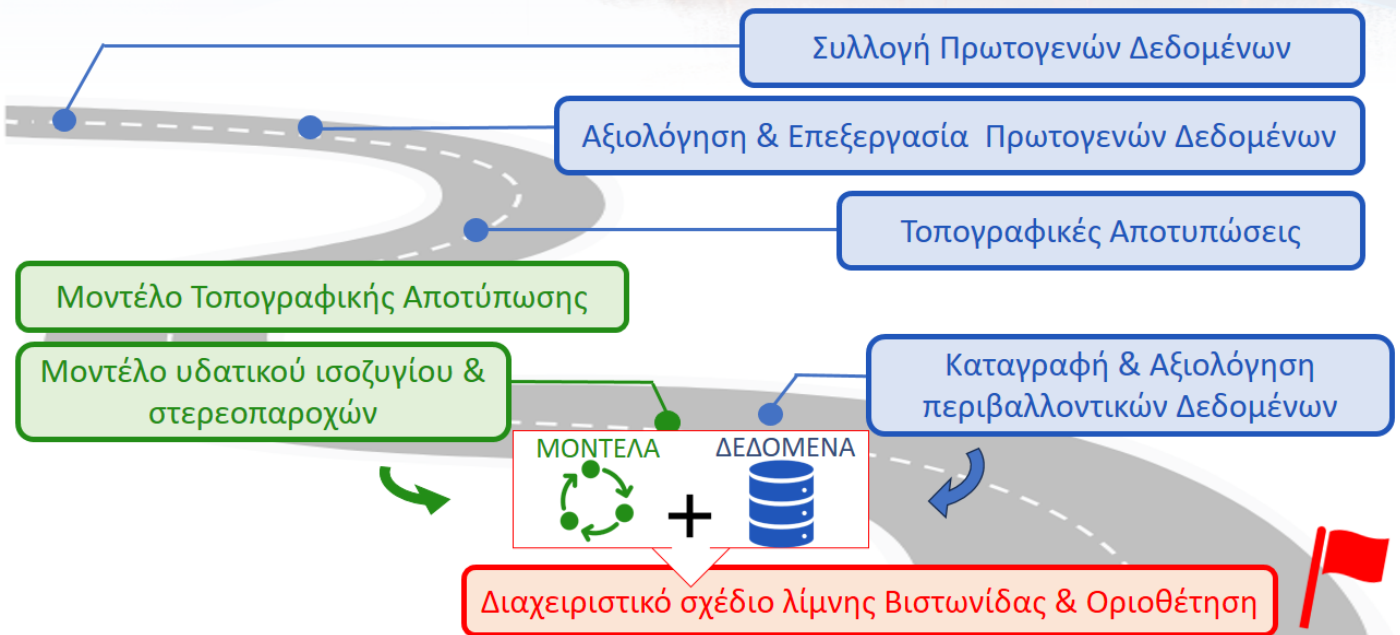 Συλλογή Πρωτογενών Δεδομένων
Αξιολόγηση & Επεξεργασία Πρωτογενών Δεδομένων
Τοπογραφικές Αποτυπώσεις
Μοντέλο Τοπογραφικής Αποτύπωσης
Μοντέλο υδατικού ισοζυγίου &
στερεοπαροχών
Καταγραφή & Αξιολόγηση
περιβαλλοντικών Δεδομένων
ΜΟΝΤΕΛΑ
ΔΕΔΟΜΕΝΑ
+
Διαχειριστικό σχέδιο λίμνης Βιστωνίδας & Οριοθέτηση